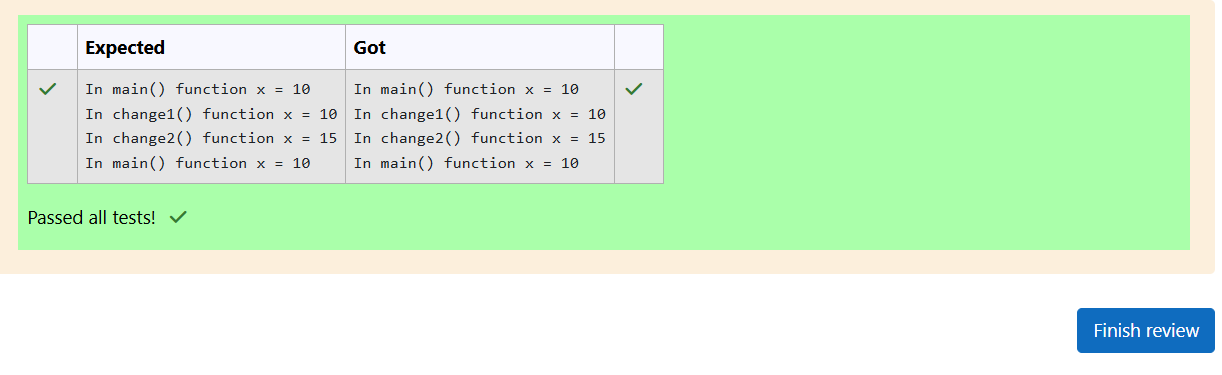 Expected Got
In main() function x = 10 In main() function x = 10
In change1() function x = 10 In change1() function x = 10
In change2() function x = 15 In change2() function x = 15
In main() function x = 10 In main() function x = 10
Passed all tests!
Finish review